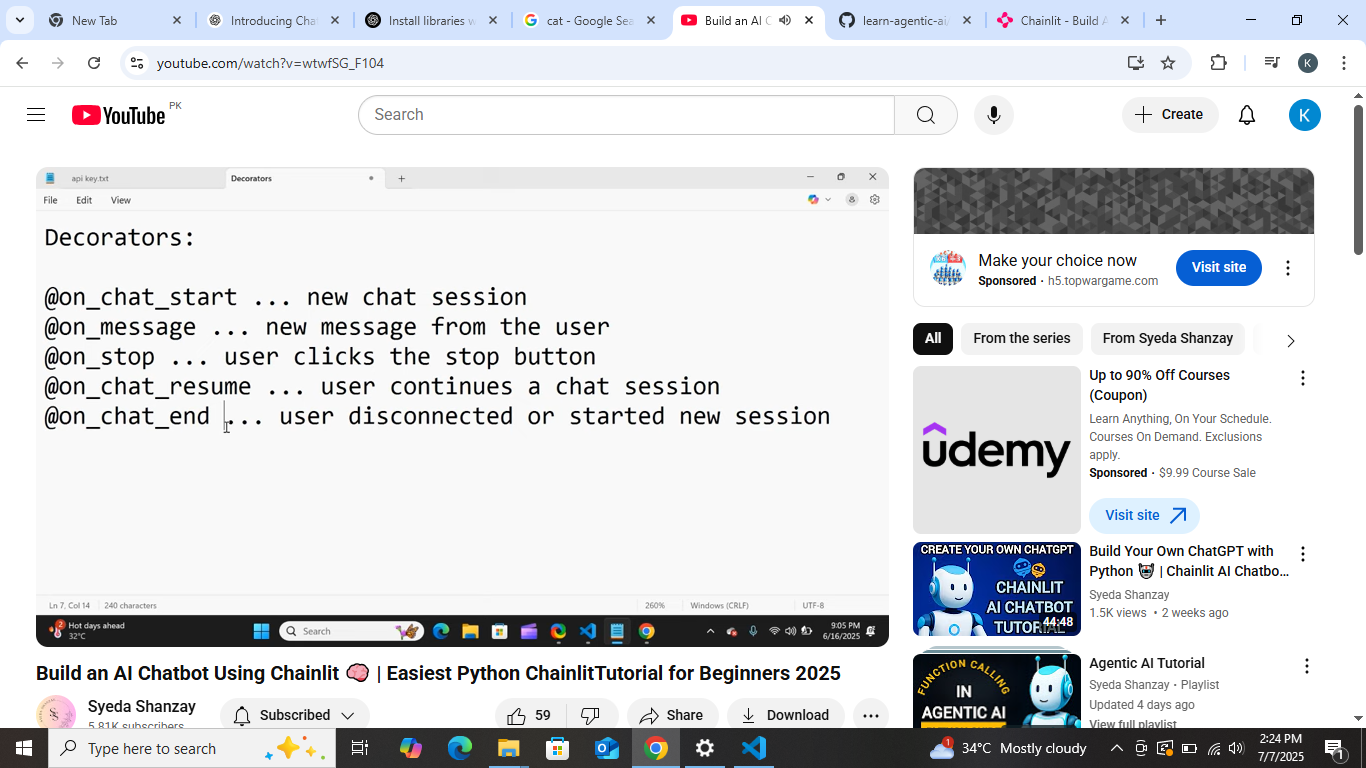 New Tab
Introducing Cha
Install libraries w
cat - Google Sea
Build an AI C
learn-agentic-ai/
Chainlit - Build A
youtube.com/watch?v=wtwfSG_F104
K
YouTube PK
Search
Create
K
api key.txt
Decorators
File Edit View
Decorators:
@on_chat_start ... new chat session
@on_message ... new message from the user
@on_stop ... user clicks the stop button
@on_chat_resume ... user continues a chat session
@on_chat_end ... user disconnected or started new session
Ln 7, Col 14 240 characters 260% Windows (CRLF) UTF-8
2
Hot days ahead
32°C
Search
9:05 PM
6/16/2025
Build an AI Chatbot Using Chainlit 🧠 | Easiest Python ChainlitTutorial for Beginners 2025
Syeda Shanzay
5.81K subscribers
Subscribed
59
Share
Download
Make your choice now
Sponsored · h5.topwargame.com
Visit site
All
From the series
From Syeda Shanzay
ûdemy
Up to 90% Off Courses
(Coupon)
Learn Anything, On Your Schedule.
Courses On Demand. Exclusions
apply.
Sponsored · $9.99 Course Sale
Visit site
CREATE YOUR OWN CHATGPT
CHAINLIT
AI CHATBOT
TUTORIAL
44:48
Build Your Own ChatGPT with
Python 😈 | Chainlit AI Chatbo...
Syeda Shanzay
1.5K views • 2 weeks ago
FUNCTION CALLING
IN
AGENTIC AI
Agentic AI Tutorial
Syeda Shanzay · Playlist
Updated 4 days ago
View full playlist
Type here to search
1
34°C Mostly cloudy
2:24 PM
7/7/2025
1